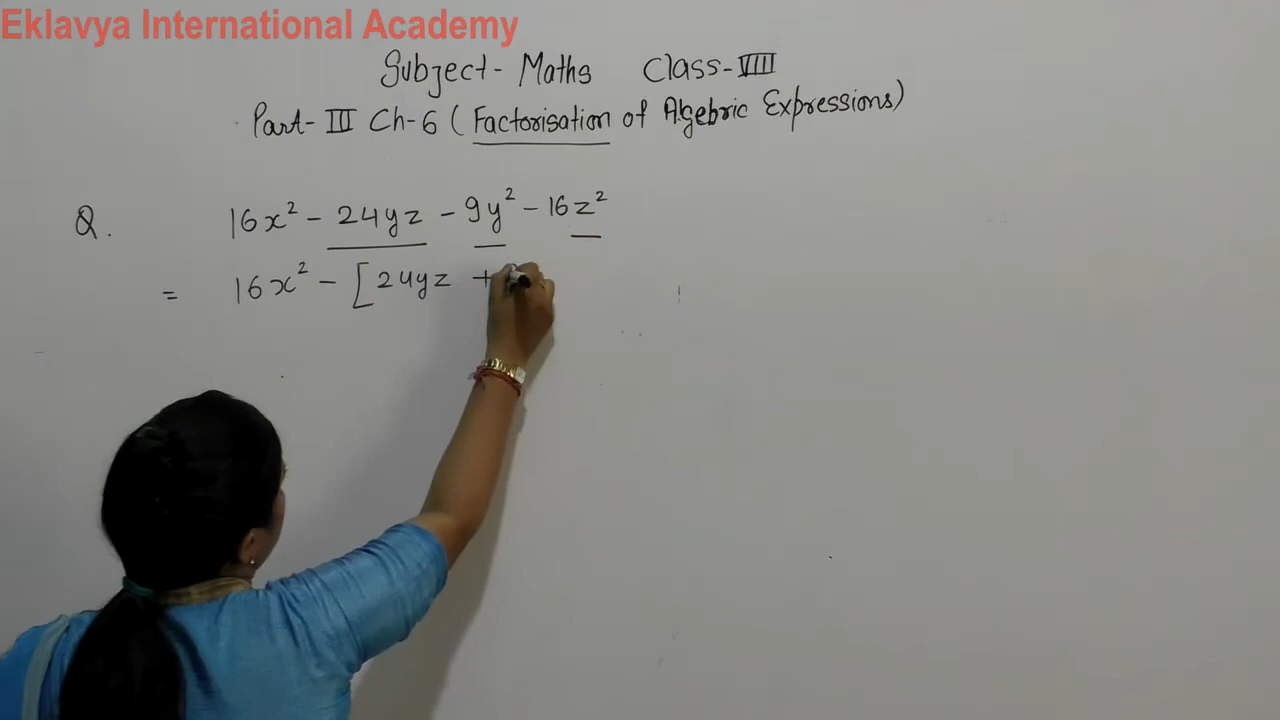 Eklavya International Academy
Subject - Maths Class - VIII
Part - III Ch-6 ( Factorisation of Algebric Expressions)
Q. 16x² - 24yz - 9y² - 16z²
= 16x² - [24yz +